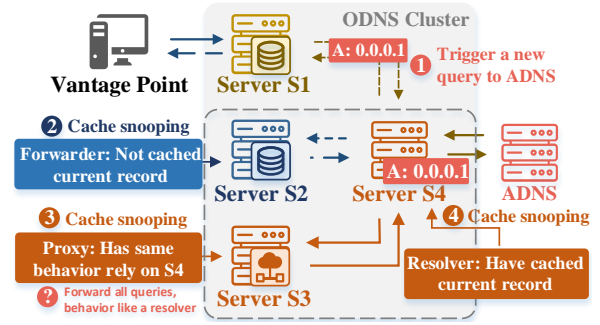 ODNS Cluster
A: 0.0.0.1
1 Trigger a new
query to ADNS
Vantage Point
Server S1
2 Cache snooping
Forwarder: Not cached
current record
Server S2
A: 0.0.0.1
Server S4
ADNS
3 Cache snooping
4 Cache snooping
Proxy: Has same
behavior rely on S4
Resolver: Have cached
current record
? Forward all queries,
behavior like a resolver
Server S3